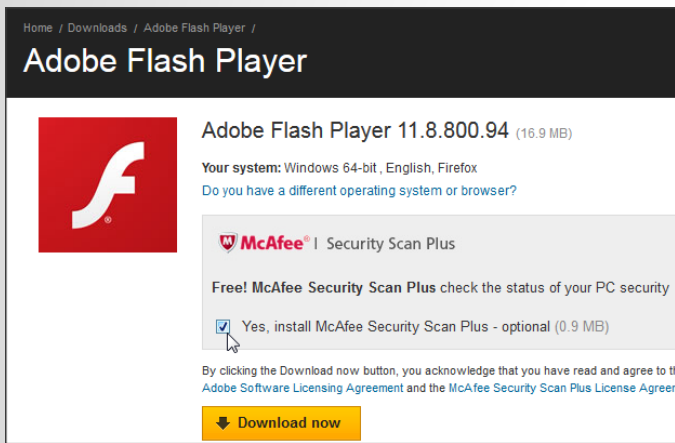 Home / Downloads / Adobe Flash Player /
Adobe Flash Player
Adobe Flash Player 11.8.800.94 (16.9 MB)
Your system: Windows 64-bit , English, Firefox
Do you have a different operating system or browser?
McAfee® | Security Scan Plus
Free! McAfee Security Scan Plus check the status of your PC security
Yes, install McAfee Security Scan Plus - optional (0.9 MB)
By clicking the Download now button, you acknowledge that you have read and agree to
Adobe Software Licensing Agreement and the McAfee Security Scan Plus License
Download now